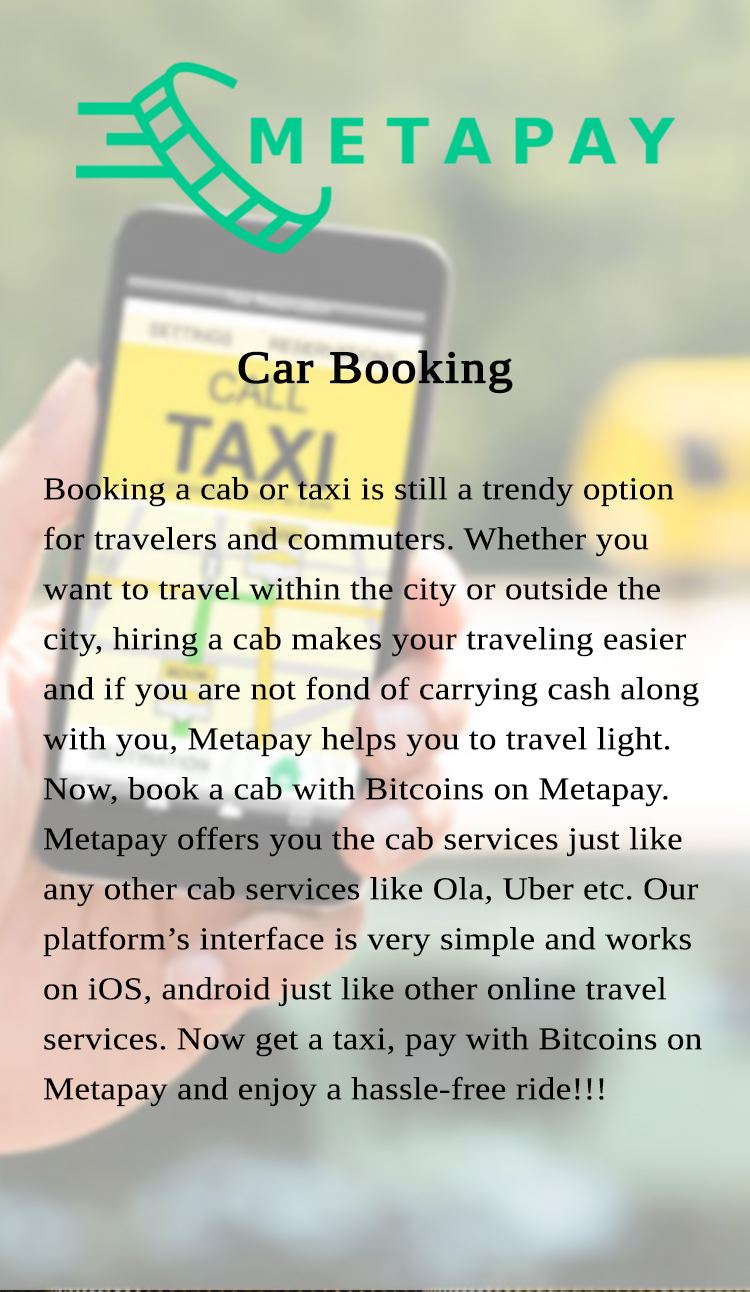 METAPAY
SETTINGS
Car Booking
CALL
TAXI
Booking a cab or taxi is still a trendy option
for travelers and commuters. Whether you
want to travel within the city or outside the
city, hiring a cab makes your traveling easier
and if you are not fond of carrying cash along
with you, Metapay helps you to travel light.
Now, book a cab with Bitcoins on Metapay.
Metapay offers you the cab services just like
any other cab services like Ola, Uber etc. Our
platform’s interface is very simple and works
on iOS, android just like other online travel
services. Now get a taxi, pay with Bitcoins on
Metapay and enjoy a hassle-free ride!!!